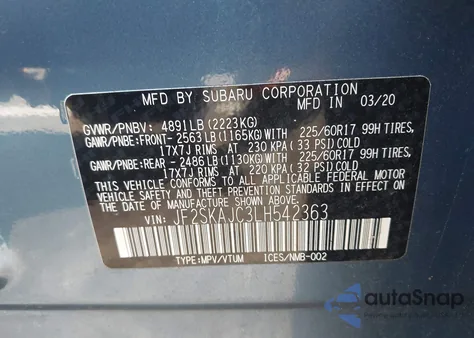 MFD BY SUBARU CORPORATION
MFD IN 03/20
GVWR/PNBV: 4891LB (2223KG)
GAWR/PNBE: FRONT- 2563LB (1165KG)WITH 225/60R17 99H TIRES,
17X7J RIMS AT 230 KPA (33 PSI)COLD
GAWR/PNBE: REAR - 2486LB (1130KG)WITH 225/60R17 99H TIRES,
17X7J RIMS AT 220 KPA (32 PSI)COLD
THIS VEHICLE CONFORMS TO ALL APPLICABLE FEDERAL MOTOR
VEHICLE SAFETY AND THEFT PREVENTION STANDARDS IN
EFFECT ON THE DATE OF MANUFACTURE SHOWN ABOVE.
VIN: JF2SKAJC3LH542363
TYPE:MPV/VTUM ICES/NMB-002
autoSnap